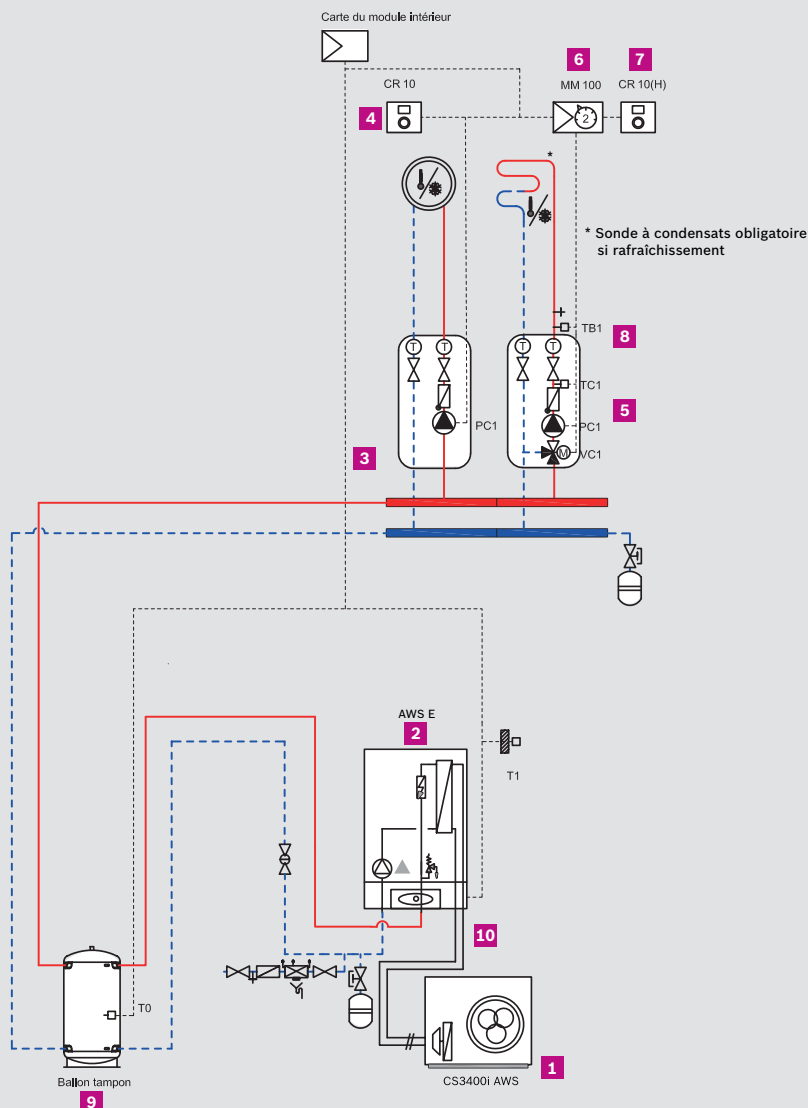 Carte du module intérieur
6
7
CR 10
MM 100
CR 10(H)
4
2
*
* Sonde à condensats obligatoire
si rafraîchissement
TB1
8
T
T
T
T
TC1
5
PC1
PC1
3
M
VC1
AWS E
2
T1
10
T0
1
Ballon tampon
CS3400i AWS
9